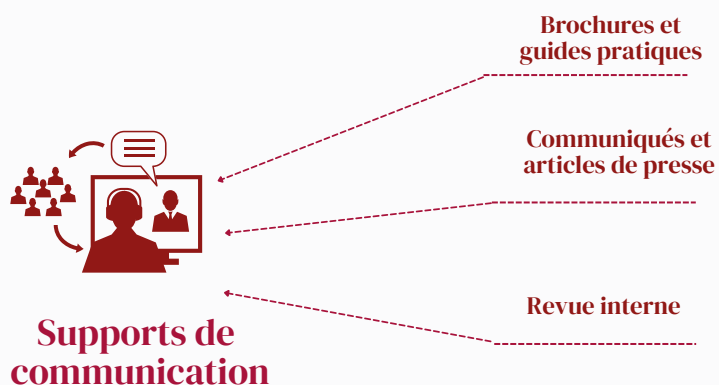 Brochures et
guides pratiques
Communiqués et
articles de presse
Revue interne
Supports de
communication